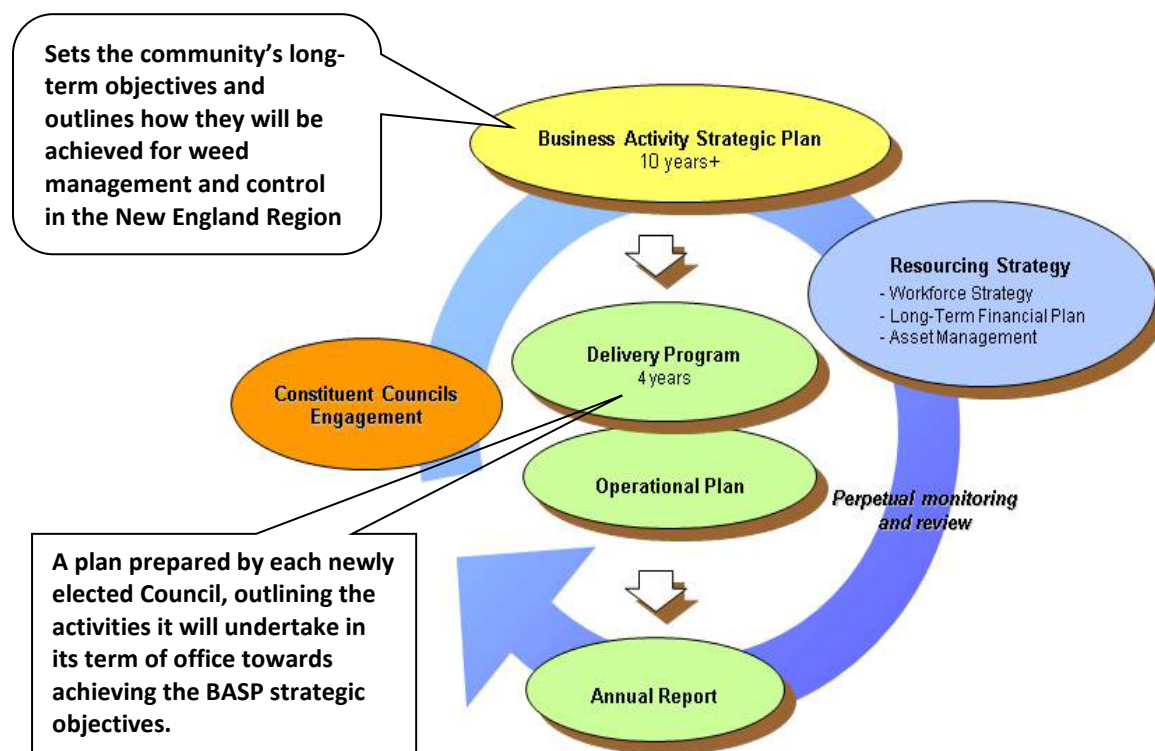 Sets the community’s long-
term objectives and
outlines how they will be
achieved for weed
management and control
in the New England Region
Business Activity Strategic Plan
10 years+
Resourcing Strategy
- Workforce Strategy
- Long-Term Financial Plan
- Asset Management
Delivery Program
4 years
Constituent Councils
Engagement
Operational Plan
Perpetual monitoring
and review
A plan prepared by each newly
elected Council, outlining the
activities it will undertake in
its term of office towards
achieving the BASP strategic
objectives.
Annual Report